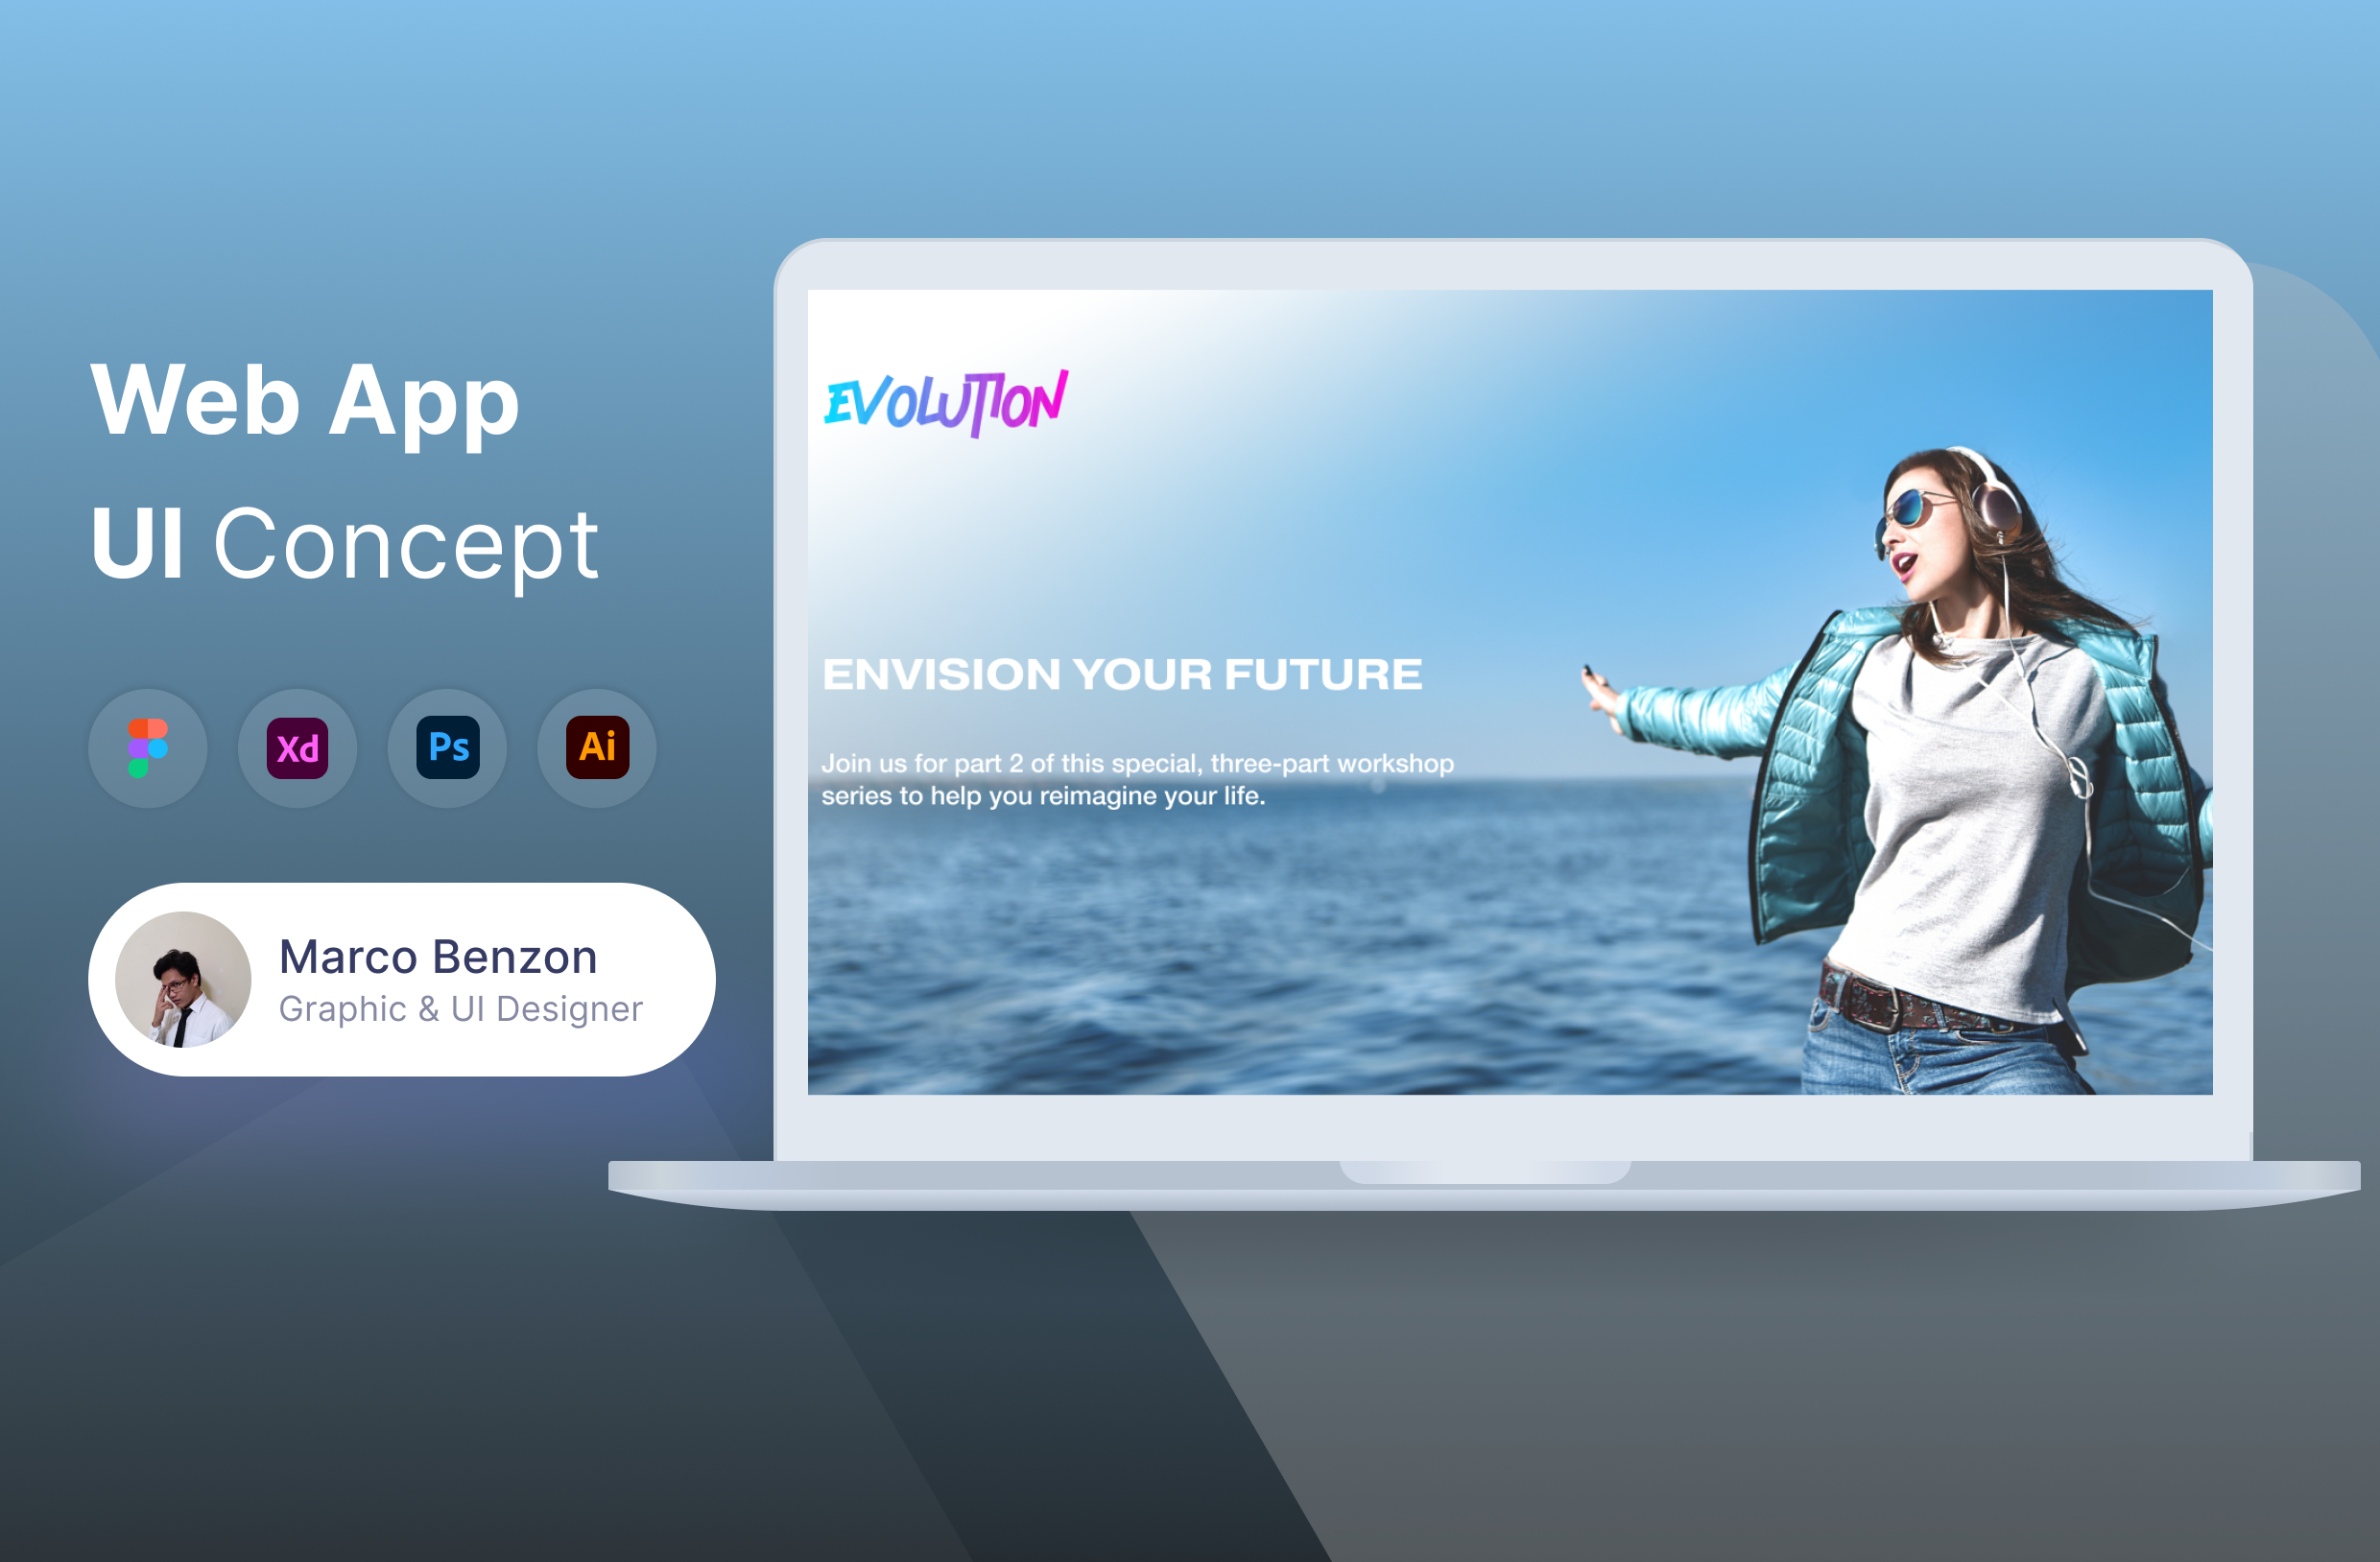 Web App
UI Concept
Xd
Ps
Ai
Marco Benzon
Graphic & UI Designer
EVOLUTION
ENVISION YOUR FUTURE
Join us for part 2 of this special, three-part workshop
series to help you reimagine your life.